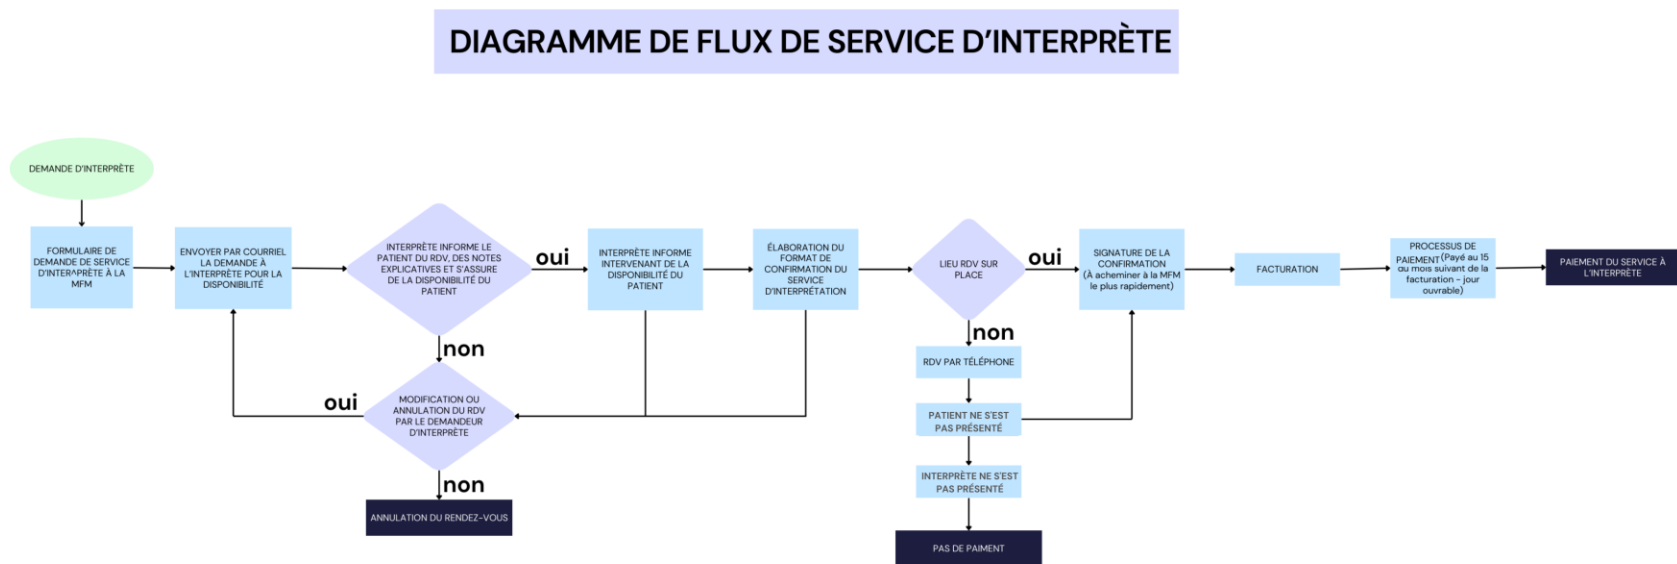 DIAGRAMME DE FLUX DE SERVICE D'INTERPRÈTE
DEMANDE D'INTERPRÈTE
FORMULAIRE DE
DEMANDE DE SERVICE
D'INTER^PRÈTE À LA
MFM
ENVOYER PAR COURRIEL
LA DEMANDE À
L'INTERPRÈTE POUR LA
DISPONIBILITÉ
INTERPRÈTE INFORME LE
PATIENT DU RDV, DES NOTES
EXPLICATIVES ET S'ASSURE
DE LA DISPONIBILITÉ DU
PATIENT
oui
non
MODIFICATION OU
ANNULATION DU RDV
PAR LE DEMANDEUR
D'INTERPRÈTE
oui
non
ANNULATION DU RENDEZ-VOUS
INTERPRÈTE INFORME
INTERVENANT DE LA
DISPONIBILITÉ DU
PATIENT
ÉLABORATION DU
FORMAT DE
CONFIRMATION DU
SERVICE
D'INTERPRÉTATION
LIEU RDV SUR
PLACE
oui
non
RDV PAR TÉLÉPHONE
PATIENT NE S'EST
PAS PRÉSENTÉ
INTERPRÈTE NE S'EST
PAS PRÉSENTÉ
PAS DE PAIMENT
SIGNATURE DE LA
CONFIRMATION
(À acheminer à la MFM
le plus rapidement)
FACTURATION
PROCESSUS DE
PAIEMENT (Payé au 15
au mois suivant de la
facturation - jour
ouvrable)
PAIEMENT DU SERVICE À
L'INTERPRÈTE